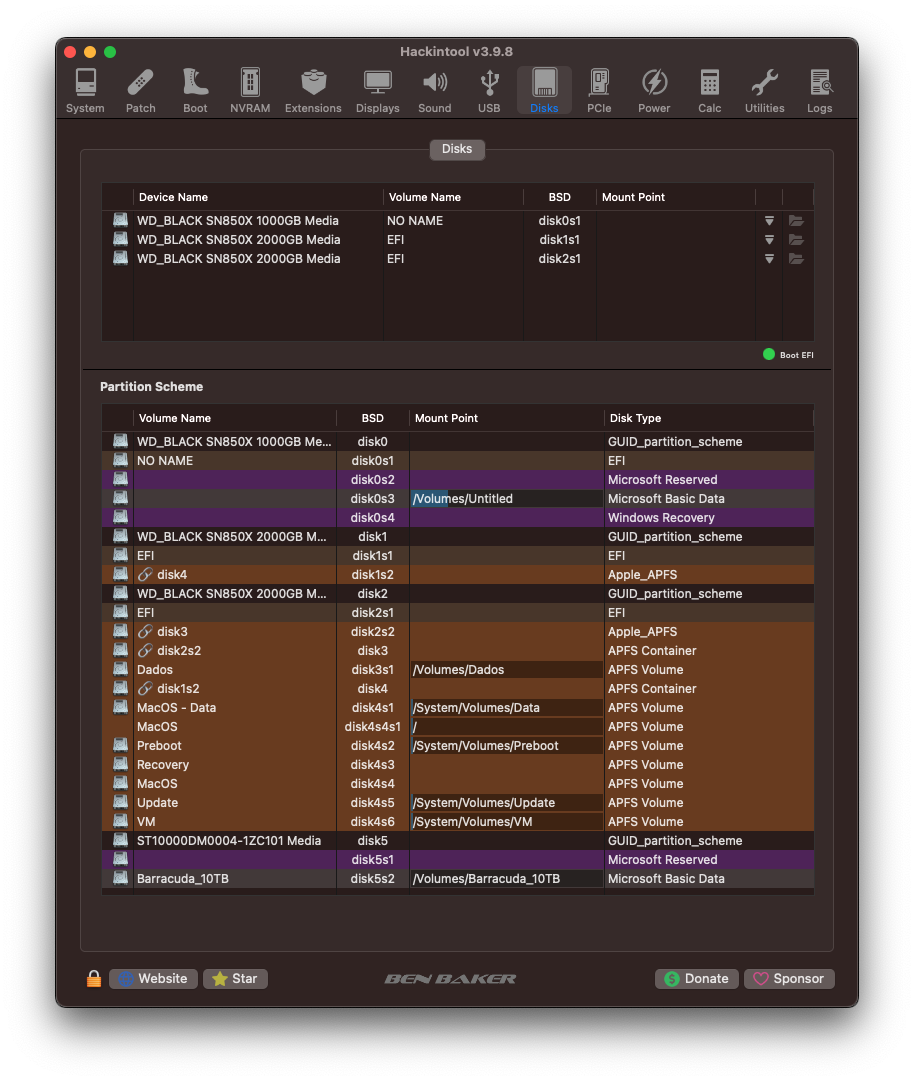 Hackintool v3.9.8
System Patch Boot NVRAM Extensions Displays Sound USB Disks PCIe Power Calc Utilities Logs
Disks
Device Name Volume Name BSD Mount Point
WD_BLACK SN850X 1000GB Media NO NAME disk0s1
WD_BLACK SN850X 2000GB Media EFI disk1s1
WD_BLACK SN850X 2000GB Media EFI disk2s1
Boot EFI
Partition Scheme
Volume Name BSD Mount Point Disk Type
WD_BLACK SN850X 1000GB Me... disk0 GUID_partition_scheme
NO NAME disk0s1 EFI
disk0s2 Microsoft Reserved
disk0s3 /Volumes/Untitled Microsoft Basic Data
disk0s4 Windows Recovery
WD_BLACK SN850X 2000GB M... disk1 GUID_partition_scheme
EFI disk1s1 EFI
disk4 disk1s2 Apple_APFS
WD_BLACK SN850X 2000GB M... disk2 GUID_partition_scheme
EFI disk2s1 EFI
disk3 disk2s2 Apple_APFS
disk2s2 disk3 APFS Container
Dados disk3s1 /Volumes/Dados APFS Volume
disk1s2 disk4 APFS Container
MacOS - Data disk4s1 /System/Volumes/Data APFS Volume
MacOS disk4s4s1 / APFS Volume
Preboot disk4s2 /System/Volumes/Preboot APFS Volume
Recovery disk4s3 APFS Volume
MacOS disk4s4 APFS Volume
Update disk4s5 /System/Volumes/Update APFS Volume
VM disk4s6 /System/Volumes/VM APFS Volume
ST10000DM0004-1ZC101 Media disk5 GUID_partition_scheme
disk5s1 Microsoft Reserved
Barracuda_10TB disk5s2 /Volumes/Barracuda_10TB Microsoft Basic Data
Website Star BEN BAKER Donate Sponsor